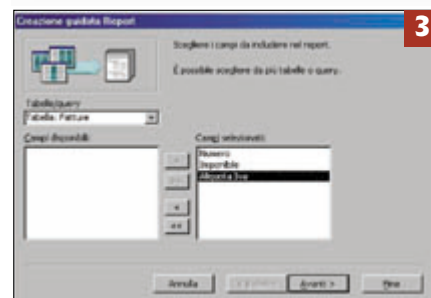 Creazione guidata Report
3
Scegliere i campi da includere nel report.
È possibile scegliere da più tabelle o query.
Tabelle/query
Tabella: Fatture
Campi disponibili:
Campi selezionati:
Numero
Imponibile
Aliquota Iva
>
>>
<
<<
Annulla
Avanti >
Fine